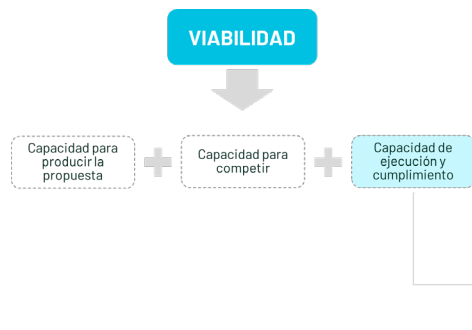 VIABILIDAD
Capacidad para
producir la
propuesta
Capacidad para
competir
Capacidad de
ejecución y
cumplimiento